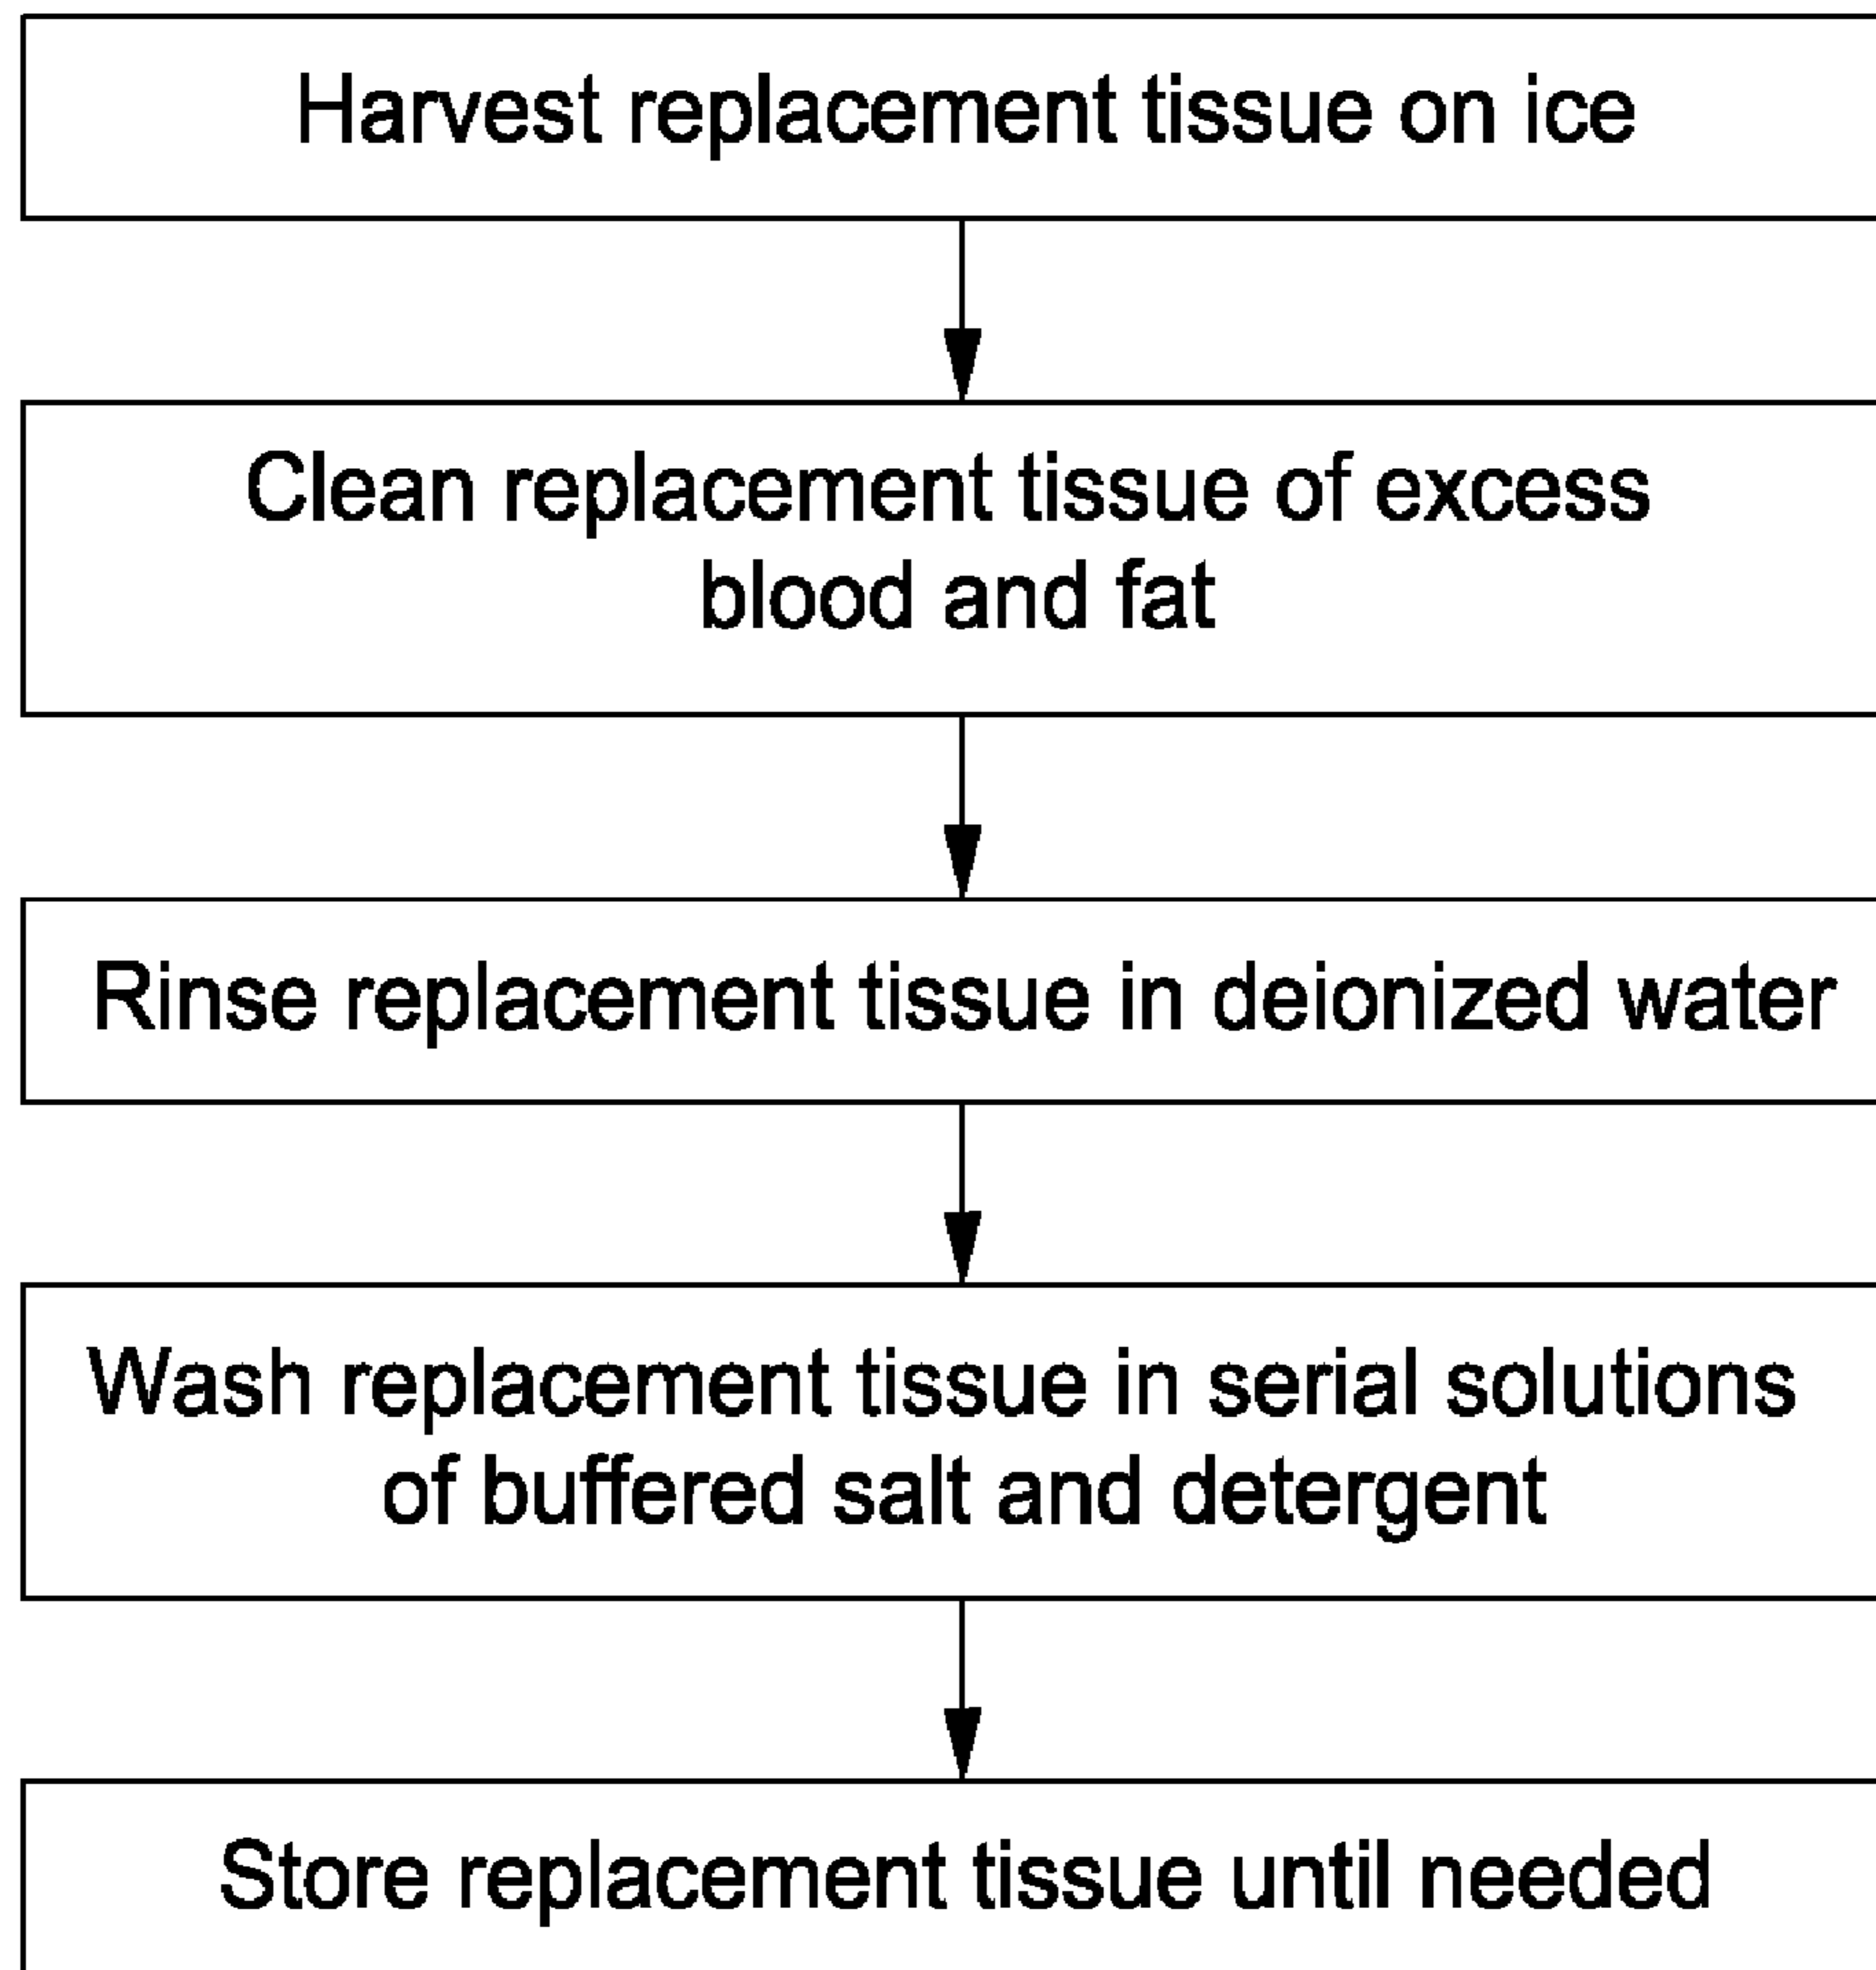 Harvest replacement tissue on ice
Clean replacement tissue of excess
blood and fat
Rinse replacement tissue in deionized water
Wash replacement tissue in serial solutions
of buffered salt and detergent
Store replacement tissue until needed